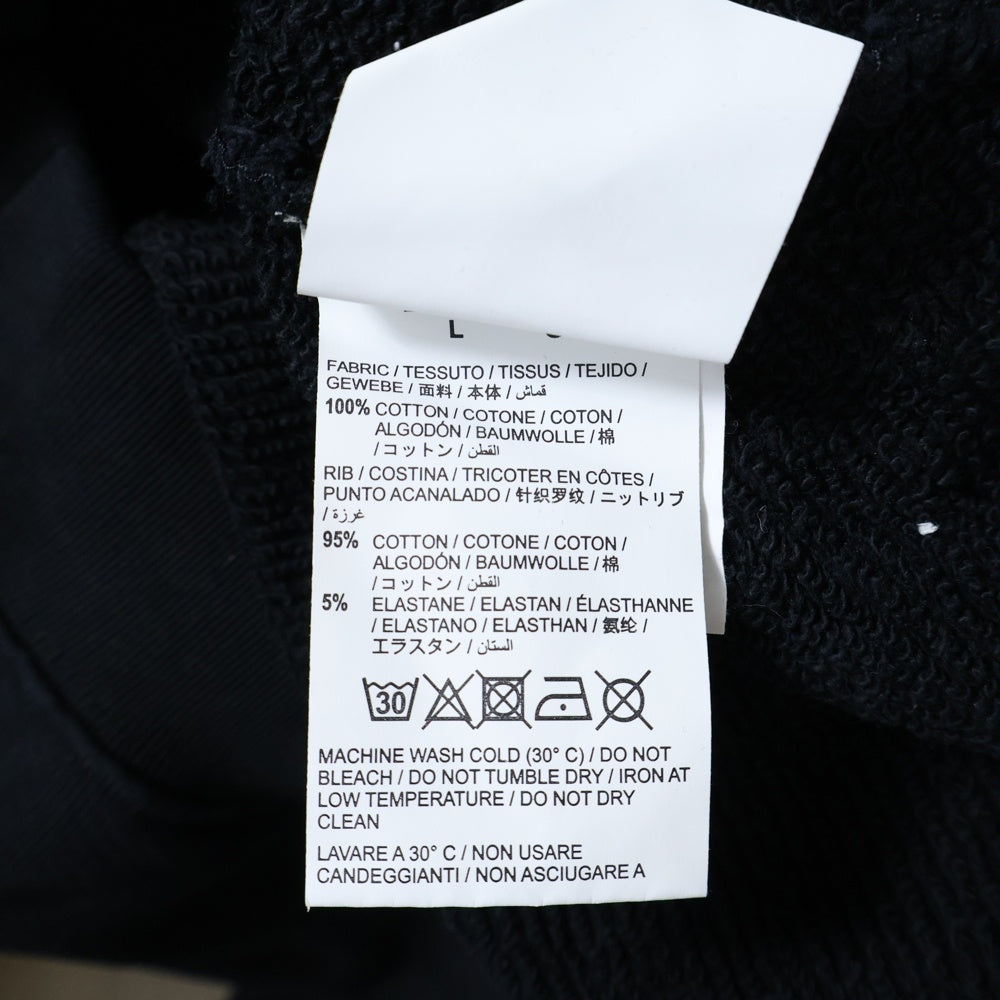 L
FABRIC / TESSUTO / TISSUS / TEJIDO /
GEWEBE / 面料 / 本体 / قماش
100% COTTON / COTONE / COTON /
ALGODÓN / BAUMWOLLE / 棉
/ コットン / القطن
RIB / COSTINA / TRICOTER EN CÔTES /
PUNTO ACANALADO / 针织罗纹 / ニットリブ
/ غرزة
95% COTTON / COTONE / COTON /
ALGODÓN / BAUMWOLLE / 棉
/ コットン / القطن
5% ELASTANE / ELASTAN / ÉLASTHANNE
/ ELASTANO / ELASTHAN / 氨纶 /
エラスタン / الستان
30
MACHINE WASH COLD (30° C) / DO NOT
BLEACH / DO NOT TUMBLE DRY / IRON AT
LOW TEMPERATURE / DO NOT DRY
CLEAN
LAVARE A 30° C / NON USARE
CANDEGGIANTI / NON ASCIUGARE A